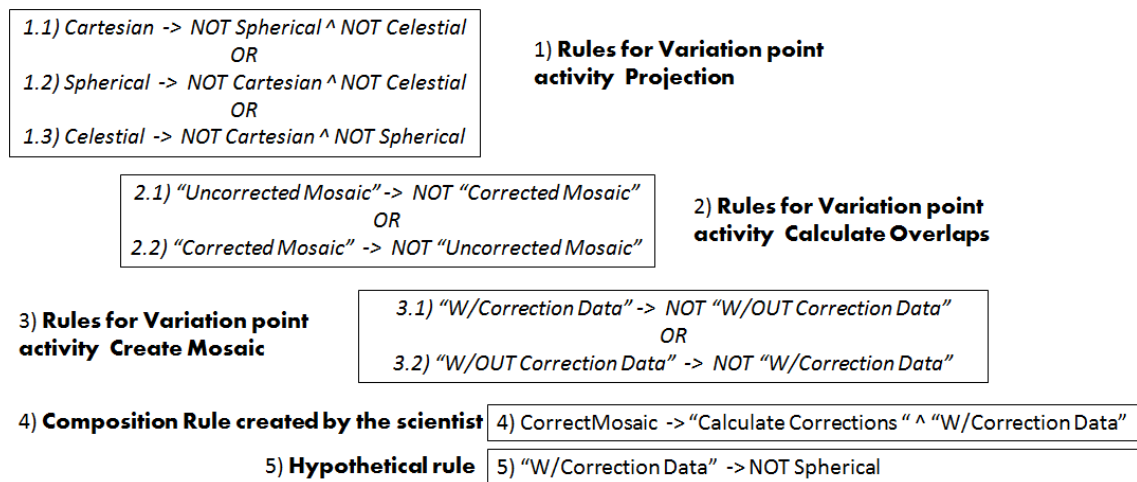 1.1) Cartesian -> NOT Spherical ^ NOT Celestial
OR
1.2) Spherical -> NOT Cartesian ^ NOT Celestial
OR
1.3) Celestial -> NOT Cartesian ^ NOT Spherical
1) Rules for Variation point
activity Projection
2.1) “Uncorrected Mosaic” -> NOT “Corrected Mosaic”
OR
2.2) “Corrected Mosaic” -> NOT “Uncorrected Mosaic”
2) Rules for Variation point
activity Calculate Overlaps
3) Rules for Variation point
activity Create Mosaic
3.1) “W/Correction Data” -> NOT “W/OUT Correction Data”
OR
3.2) “W/OUT Correction Data” -> NOT “W/Correction Data”
4) Composition Rule created by the scientist
4) CorrectMosaic -> “Calculate Corrections “ ^ “W/Correction Data”
5) Hypothetical rule
5) “W/Correction Data” -> NOT Spherical